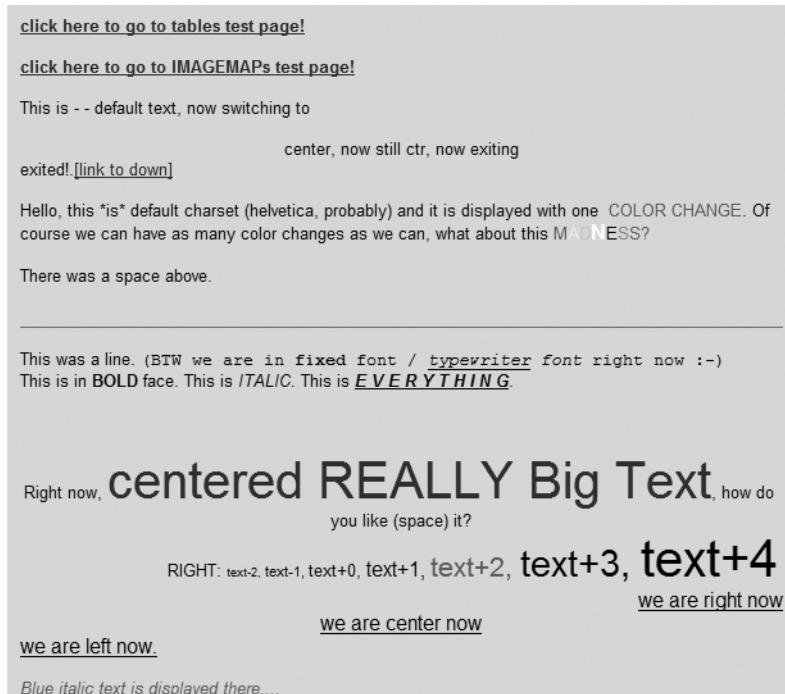 click here to go to tables test page!
click here to go to IMAGEMAPs test page!
This is - - default text, now switching to
center, now still ctr, now exiting
exited!.[link to down]
Hello, this *is* default charset (helvetica, probably) and it is displayed with one COLOR CHANGE. Of
course we can have as many color changes as we can, what about this MADNESS?
There was a space above.
This was a line. (BTW we are in fixed font / typewriter font right now :-)
This is in BOLD face. This is ITALIC. This is E V E R Y T H I N G.
Right now, centered REALLY Big Text, how do
you like (space) it?
RIGHT: text-2, text-1, text+0, text+1, text+2, text+3, text+4
we are right now
we are center now
we are left now.
Blue italic text is displayed there....